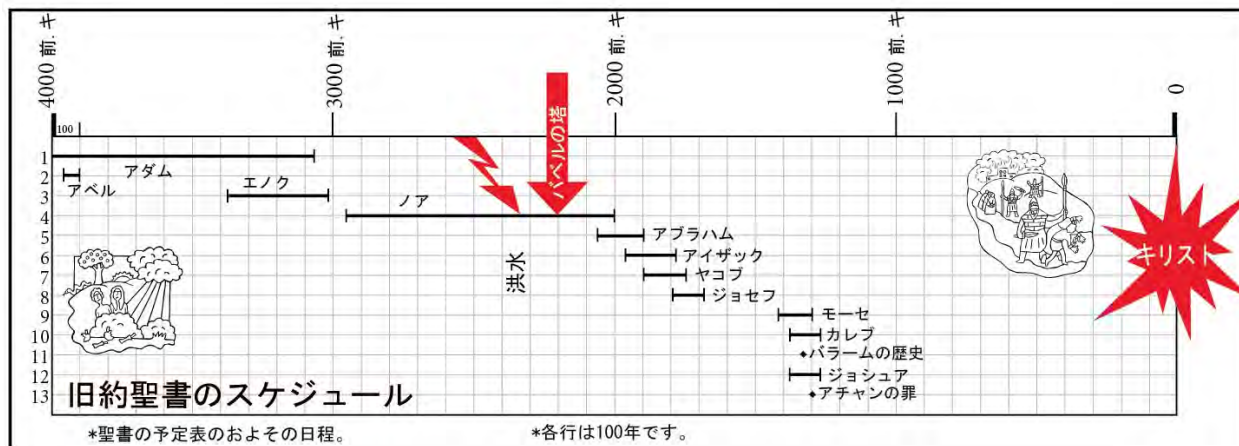 4000 前.キ
3000 前.キ
2000 前.キ
1000 前.キ
0
100
バベルの塔
1
2
3
4
5
6
7
8
9
10
11
12
13
アダム
アベル
エノク
ノア
洪水
アブラハム
アイザック
ヤコブ
ジョセフ
モーセ
カレブ
バラームの歴史
ジョシュア
アチャンの罪
キリスト
旧約聖書のスケジュール
*聖書の予定表のおよその日程。
*各行は100年です。